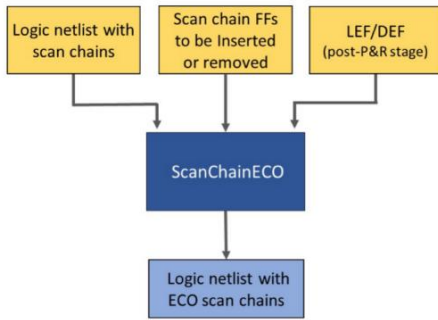 Logic netlist with
scan chains
Scan chain FFs
to be Inserted
or removed
LEF/DEF
(post-P&R stage)
ScanChainECO
Logic netlist with
ECO scan chains